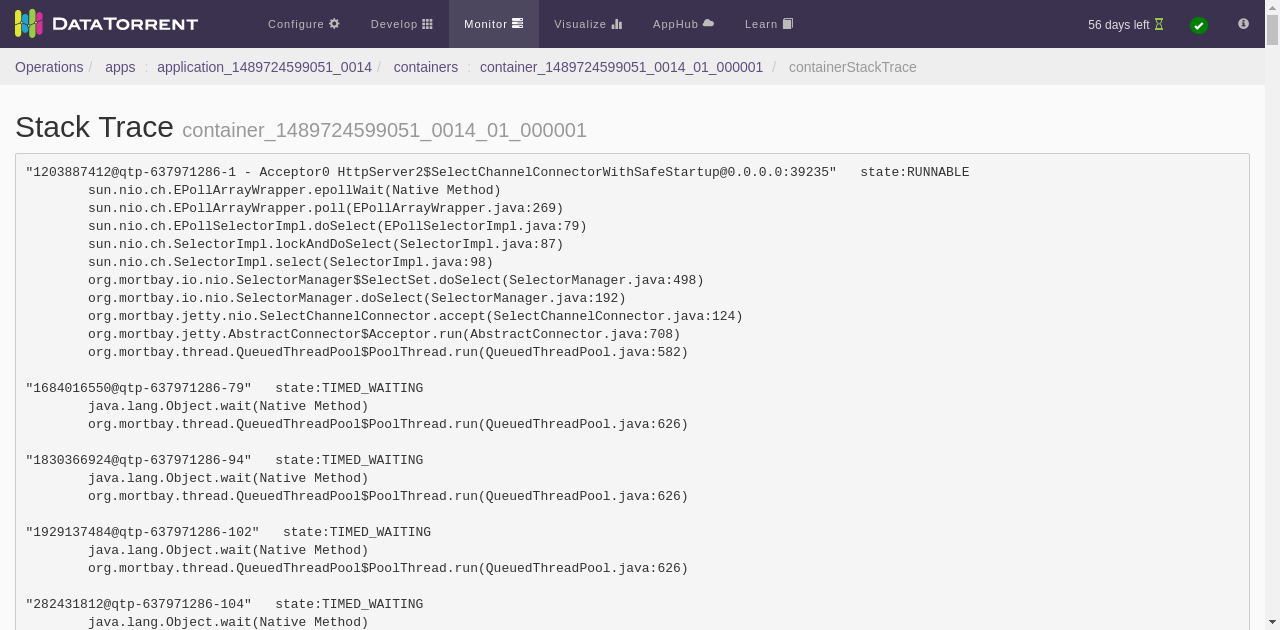 DATATORRENT Configure Develop Monitor Visualize AppHub Learn 56 days left
Operations / apps : application_1489724599051_0014 / containers : container_1489724599051_0014_01_000001 / containerStackTrace
Stack Trace container_1489724599051_0014_01_000001
"1203887412@qtp-637971286-1 - Acceptor0 HttpServer2$SelectChannelConnectorWithSafeStartup@0.0.0.0:39235"   state:RUNNABLE
        sun.nio.ch.EPollArrayWrapper.epollWait(Native Method)
        sun.nio.ch.EPollArrayWrapper.poll(EPollArrayWrapper.java:269)
        sun.nio.ch.EPollSelectorImpl.doSelect(EPollSelectorImpl.java:79)
        sun.nio.ch.SelectorImpl.lockAndDoSelect(SelectorImpl.java:87)
        sun.nio.ch.SelectorImpl.select(SelectorImpl.java:98)
        org.mortbay.io.nio.SelectorManager$SelectSet.doSelect(SelectorManager.java:498)
        org.mortbay.io.nio.SelectorManager.doSelect(SelectorManager.java:192)
        org.mortbay.jetty.nio.SelectChannelConnector.accept(SelectChannelConnector.java:124)
        org.mortbay.jetty.AbstractConnector$Acceptor.run(AbstractConnector.java:708)
        org.mortbay.thread.QueuedThreadPool$PoolThread.run(QueuedThreadPool.java:582)
"1684016550@qtp-637971286-79"   state:TIMED_WAITING
        java.lang.Object.wait(Native Method)
        org.mortbay.thread.QueuedThreadPool$PoolThread.run(QueuedThreadPool.java:626)
"1830366924@qtp-637971286-94"   state:TIMED_WAITING
        java.lang.Object.wait(Native Method)
        org.mortbay.thread.QueuedThreadPool$PoolThread.run(QueuedThreadPool.java:626)
"1929137484@qtp-637971286-102"   state:TIMED_WAITING
        java.lang.Object.wait(Native Method)
        org.mortbay.thread.QueuedThreadPool$PoolThread.run(QueuedThreadPool.java:626)
"282431812@qtp-637971286-104"   state:TIMED_WAITING
        java.lang.Object.wait(Native Method)